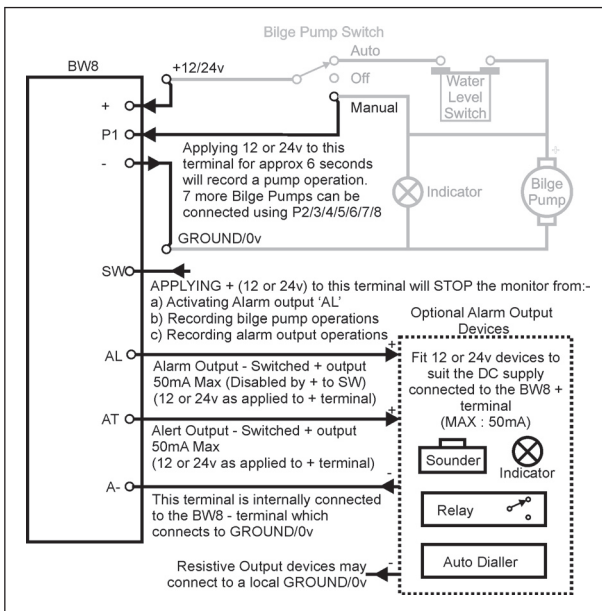 Bilge Pump Switch
Auto
BW8
+12/24v
Off
Water
Level
Switch
+
Manual
P1
Applying 12 or 24v to this
terminal for approx 6 seconds
will record a pump operation.
7 more Bilge Pumps can be
connected using P2/3/4/5/6/7/8
-
+
Indicator
Bilge
Pump
GROUND/0v
SW
APPLYING + (12 or 24v) to this terminal will STOP the monitor from:-
a) Activating Alarm output 'AL'
b) Recording bilge pump operations
c) Recording alarm output operations
Optional Alarm Output
Devices
AL
+
Alarm Output - Switched + output
50mA Max (Disabled by + to SW)
(12 or 24v as applied to + terminal)
Fit 12 or 24v devices to
suit the DC supply
connected to the BW8 +
terminal
(MAX : 50mA)
AT
+
Alert Output - Switched + output
50mA Max
(12 or 24v as applied to + terminal)
Sounder
Indicator
A-
-
This terminal is internally connected
to the BW8 - terminal which
connects to GROUND/0v
Relay
Auto Dialler
Resistive Output devices may
connect to a local GROUND/0v
-